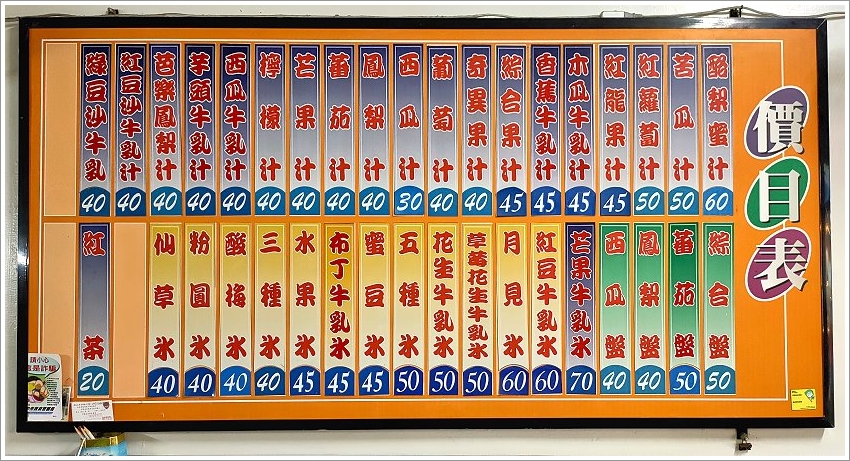 價目表
酪梨蜜汁 60
苦瓜汁 50
紅蘿蔔汁 50
紅龍果汁 45
木瓜牛乳汁 45
香蕉牛乳汁 45
綜合果汁 45
奇異果汁 40
葡萄汁 40
西瓜汁 30
鳳梨汁 40
蕃茄汁 40
芒果汁 40
檸檬汁 40
西瓜牛乳汁 40
芋頭牛乳汁 40
芭樂鳳梨汁 40
紅豆沙牛乳汁 40
綠豆沙牛乳 40
綜合盤 50
蕃茄盤 50
鳳梨盤 40
西瓜盤 40
芒果牛乳冰 70
紅豆牛乳冰 60
月見冰 60
草莓花生牛乳冰 50
花生牛乳冰 50
五種冰 50
蜜豆冰 45
布丁牛乳冰 45
水果冰 45
三種冰 40
酸梅冰 40
粉圓冰 40
仙草冰 40
紅茶 20
請小心